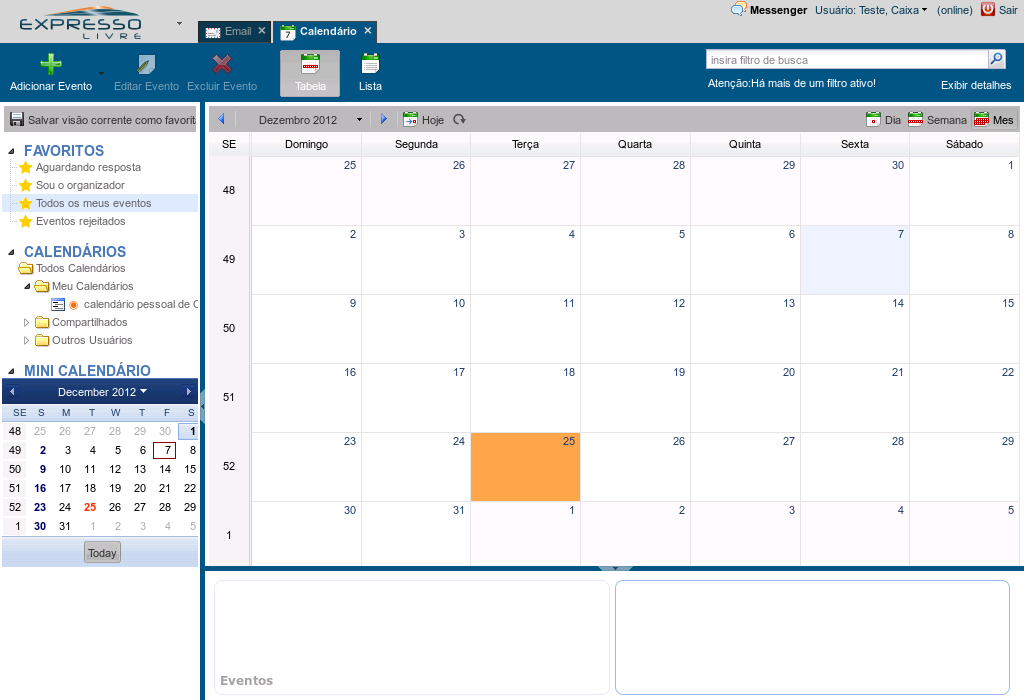 EXPRESSO LIVRE
Email
7 Calendário
Messenger Usuário: Teste, Caixa (online) Sair
Adicionar Evento
Editar Evento
Excluir Evento
Tabela
Lista
insira filtro de busca
Atenção:Há mais de um filtro ativo! Exibir detalhes
Salvar visão corrente como favorit
FAVORITOS
Aguardando resposta
Sou o organizador
Todos os meus eventos
Eventos rejeitados
CALENDÁRIOS
Todos Calendários
Meu Calendários
calendário pessoal de
Compartilhados
Outros Usuários
MINI CALENDÁRIO
December 2012
SE S M T W T F S
48 25 26 27 28 29 30 1
49 2 3 4 5 6 7 8
50 9 10 11 12 13 14 15
51 16 17 18 19 20 21 22
52 23 24 25 26 27 28 29
1 30 31 1 2 3 4 5
Today
Dezembro 2012 Hoje Dia Semana Mes
SE Domingo Segunda Terça Quarta Quinta Sexta Sábado
48 25 26 27 28 29 30 1
49 2 3 4 5 6 7 8
50 9 10 11 12 13 14 15
51 16 17 18 19 20 21 22
52 23 24 25 26 27 28 29
1 30 31 1 2 3 4 5
Eventos